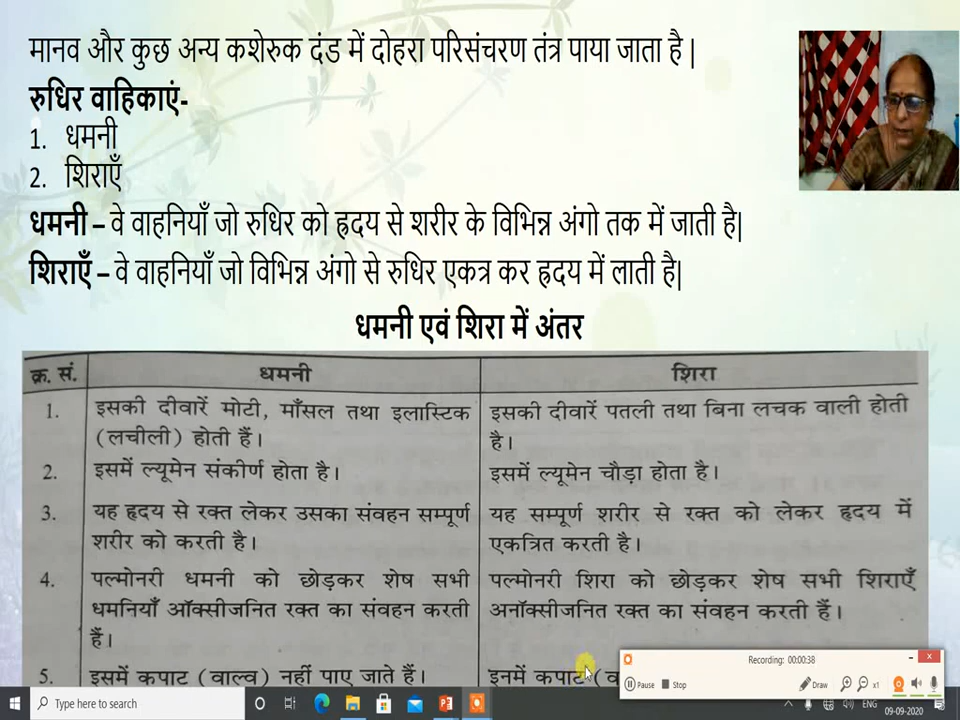 मानव और कुछ अन्य कशेरुक दंड में दोहरा परिसंचरण तंत्र पाया जाता है |
रुधिर वाहिकाएं-
1. धमनी
2. शिराएँ
धमनी – वे वाहनियाँ जो रुधिर को ह्रदय से शरीर के विभिन्न अंगो तक में जाती है|
शिराएँ – वे वाहनियाँ जो विभिन्न अंगो से रुधिर एकत्र कर ह्रदय में लाती है|
धमनी एवं शिरा में अंतर
क्र. सं. धमनी शिरा
1. इसकी दीवारें मोटी, माँसल तथा इलास्टिक इसकी दीवारें पतली तथा बिना लचक वाली होती
(लचीली) होती हैं। है।
2. इसमें ल्यूमेन संकीर्ण होता है। इसमें ल्यूमेन चौड़ा होता है।
3. यह हृदय से रक्त लेकर उसका संवहन सम्पूर्ण यह सम्पूर्ण शरीर से रक्त को लेकर हृदय में
शरीर को करती है। एकत्रित करती है।
4. पल्मोनरी धमनी को छोड़कर शेष सभी पल्मोनरी शिरा को छोड़कर शेष सभी शिराएँ
धमनियाँ ऑक्सीजनित रक्त का संवहन करती अनॉक्सीजनित रक्त का संवहन करती हैं।
हैं।
5. इसमें कपाट (वाल्व) नहीं पाए जाते हैं। इनमें कपाट
Recording: 00:00:38
Pause Stop Draw x1
Type here to search
ENG
09-09-2020